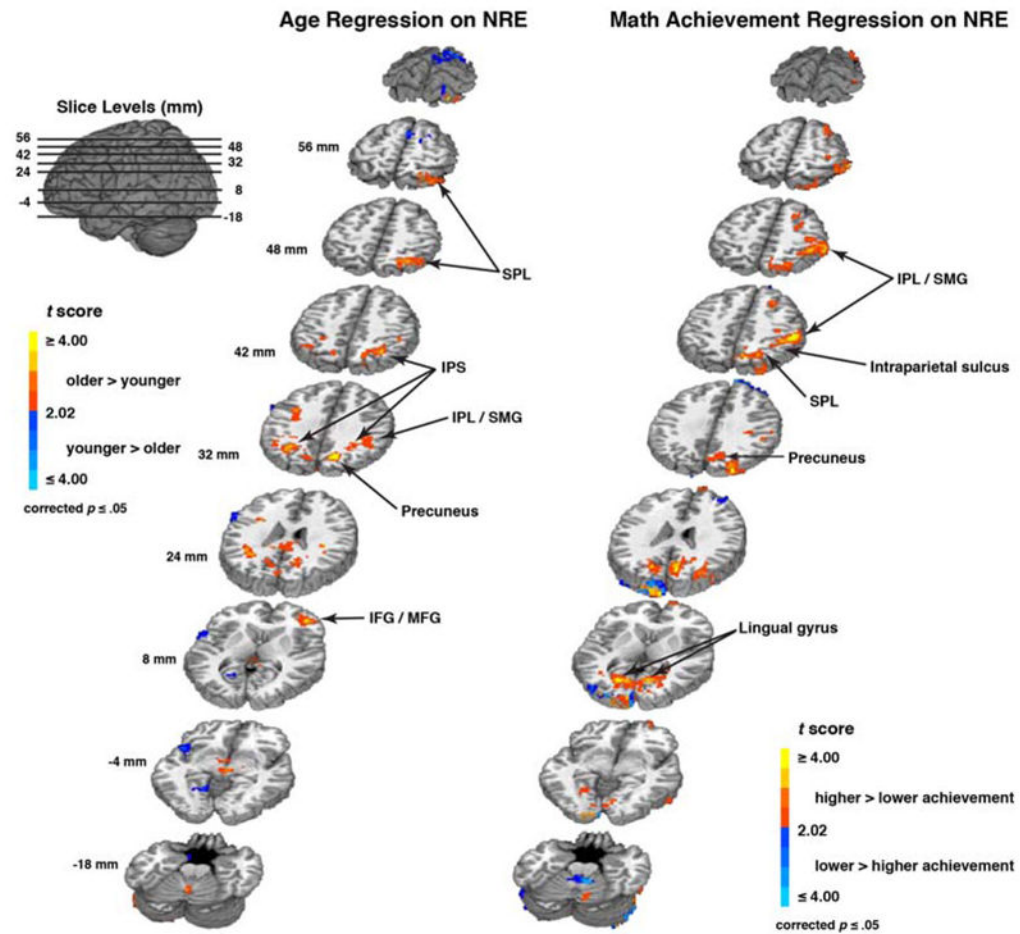 Age Regression on NRE
Math Achievement Regression on NRE
Slice Levels (mm)
56
48
42
32
24
8
-4
-18
56 mm
48 mm
SPL
IPL / SMG
t score
≥ 4.00
older > younger
2.02
younger > older
≤ 4.00
corrected p ≤ .05
42 mm
IPS
Intraparietal sulcus
SPL
IPL / SMG
32 mm
Precuneus
Precuneus
24 mm
IFG / MFG
8 mm
Lingual gyrus
-4 mm
t score
≥ 4.00
higher > lower achievement
2.02
lower > higher achievement
≤ 4.00
corrected p ≤ .05
-18 mm